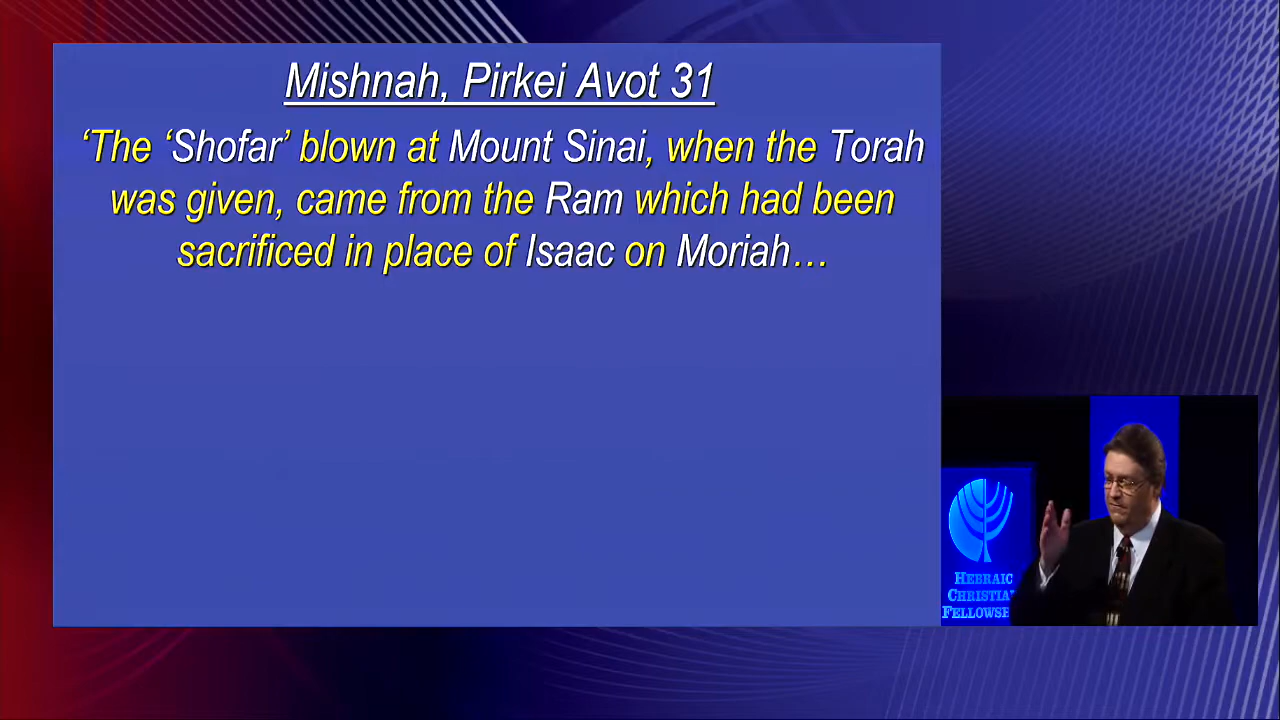 Mishnah, Pirkei Avot 31
‘The ‘Shofar’ blown at Mount Sinai, when the Torah
was given, came from the Ram which had been
sacrificed in place of Isaac on Moriah…
HEBRAIC
CHRISTIA
FELLOWSH